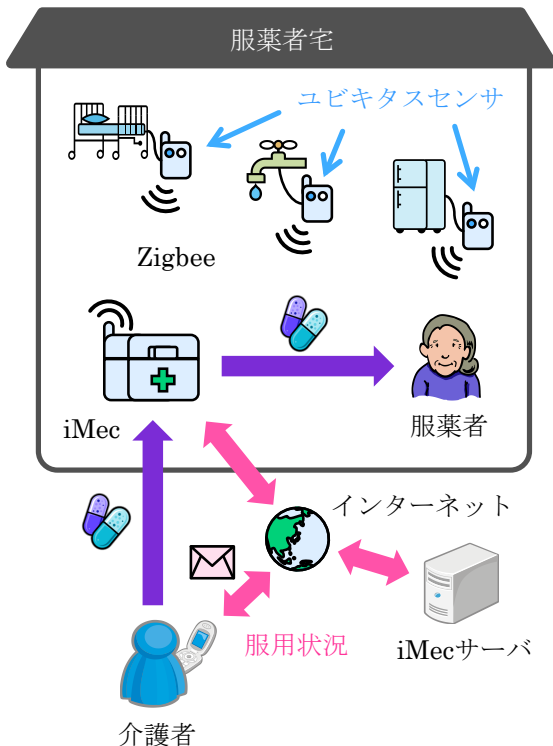 服薬者宅
ユビキタスセンサ
Zigbee
iMec
服薬者
インターネット
服用状況
iMecサーバ
介護者